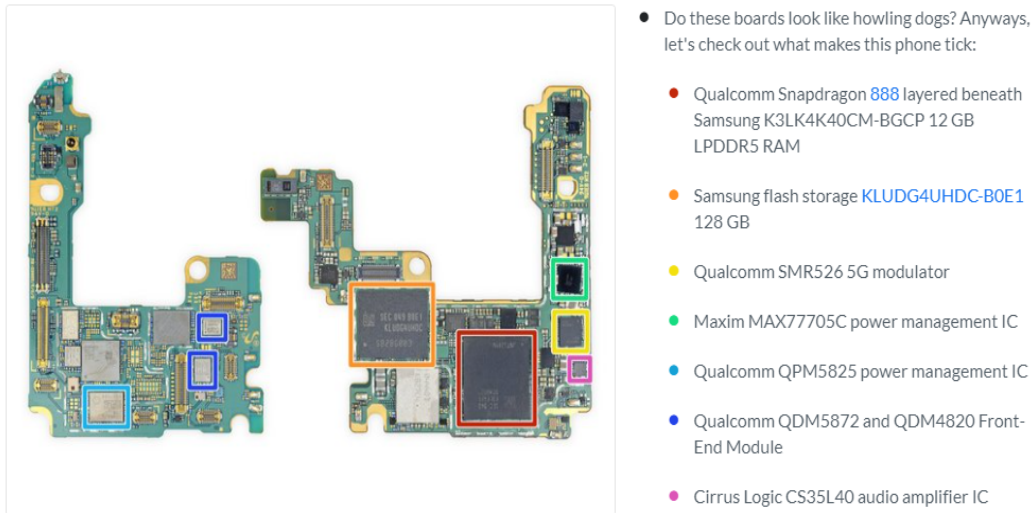 Do these boards look like howling dogs? Anyways,
let's check out what makes this phone tick:
Qualcomm Snapdragon 888 layered beneath
Samsung K3LK4K40CM-BGCP 12 GB
LPDDR5 RAM
Samsung flash storage KLUDG4UHDC-B0E1
128 GB
Qualcomm SMR526 5G modulator
Maxim MAX77705C power management IC
Qualcomm QPM5825 power management IC
Qualcomm QDM5872 and QDM4820 Front-
End Module
Cirrus Logic CS35L40 audio amplifier IC